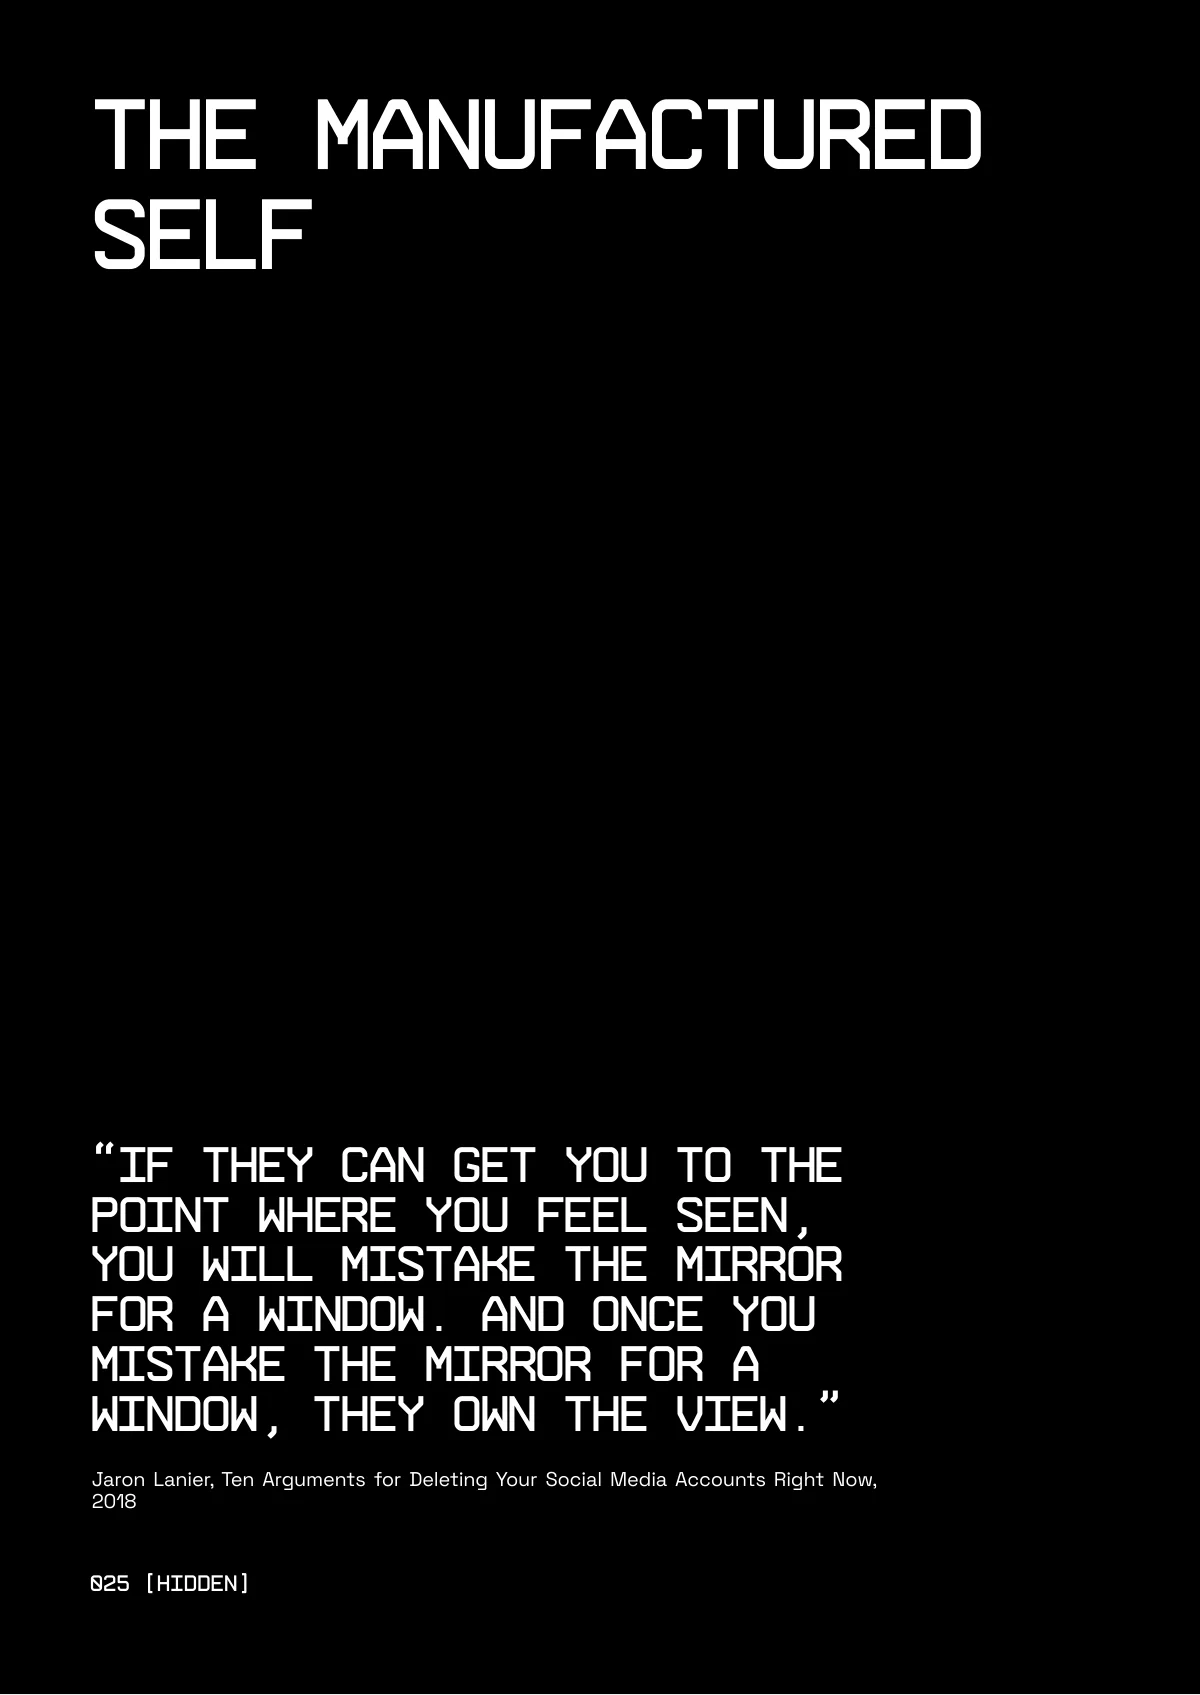 THE MANUFACTURED
SELF
“IF THEY CAN GET YOU TO THE
POINT WHERE YOU FEEL SEEN,
YOU WILL MISTAKE THE MIRROR
FOR A WINDOW. AND ONCE YOU
MISTAKE THE MIRROR FOR A
WINDOW, THEY OWN THE VIEW.”
Jaron Lanier, Ten Arguments for Deleting Your Social Media Accounts Right Now,
2018
025 [HIDDEN]